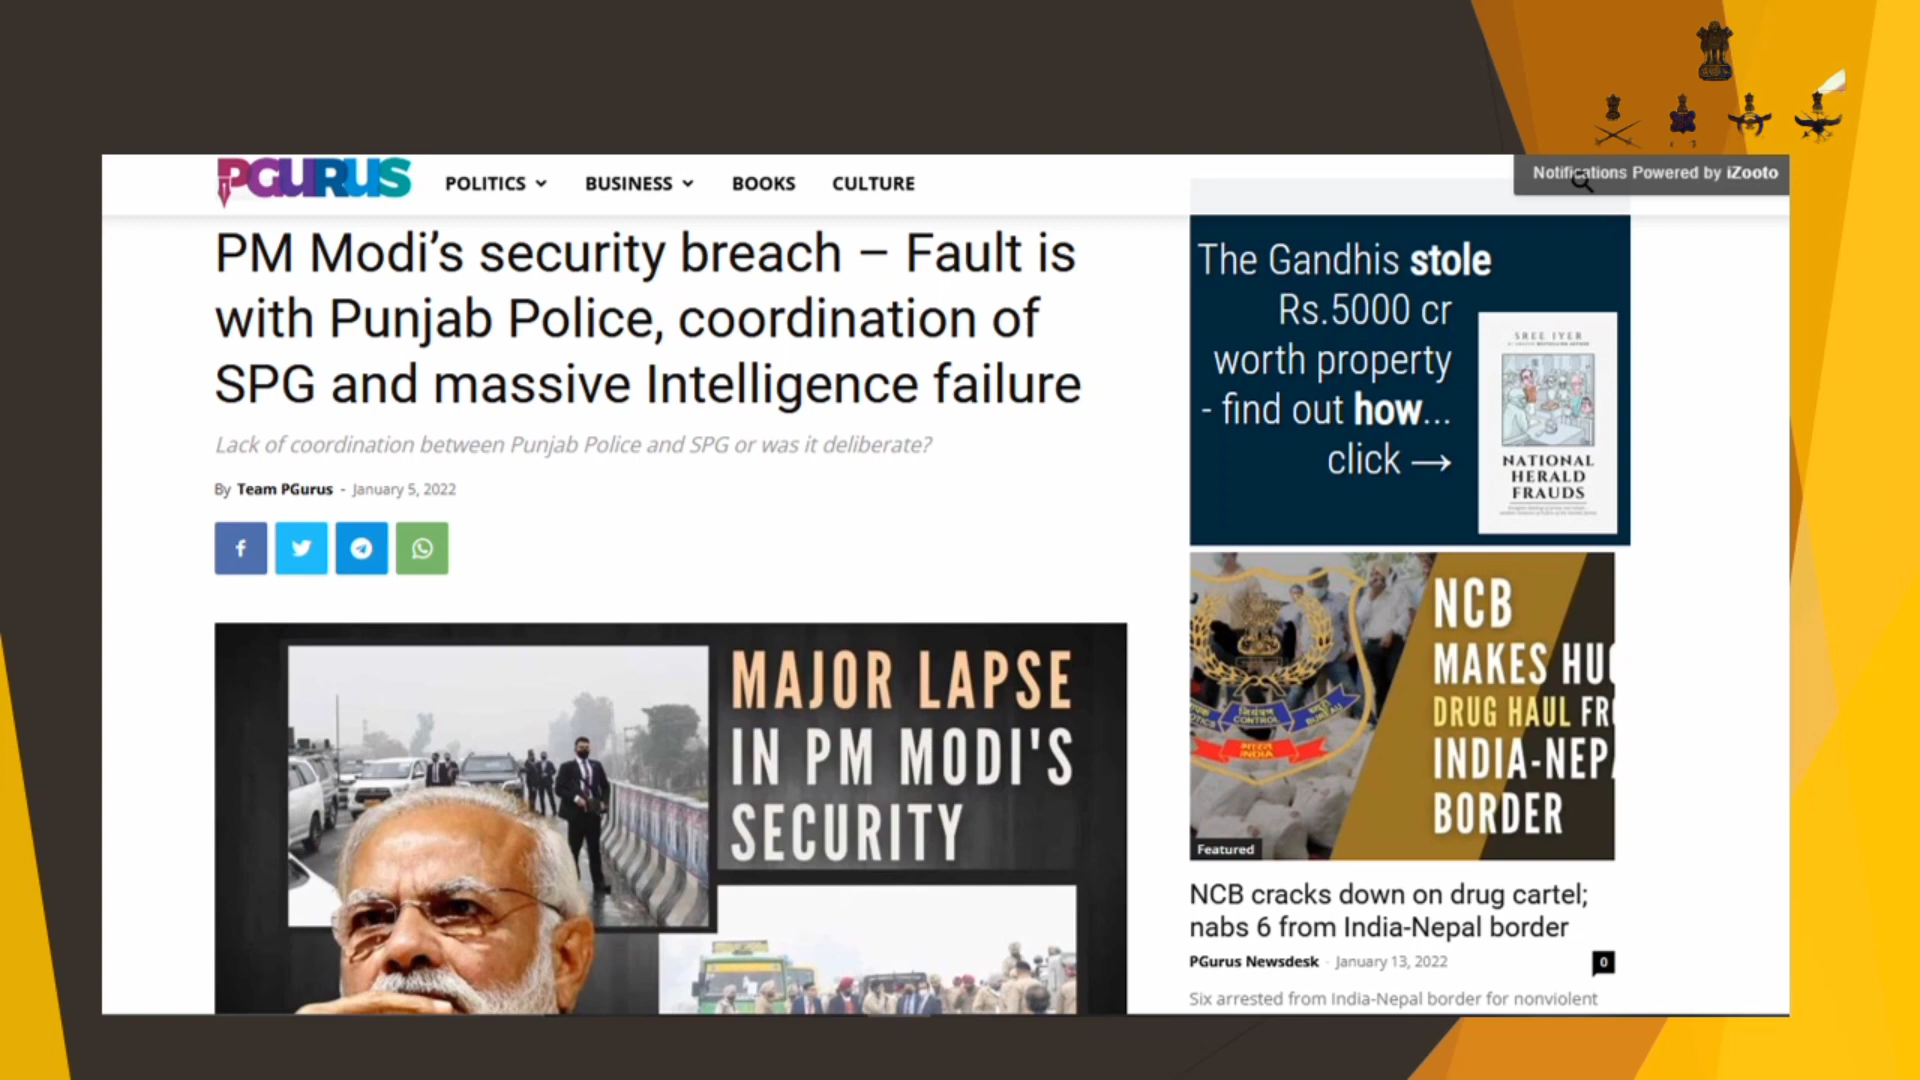 PGURUS
POLITICS
BUSINESS
BOOKS
CULTURE
Notifications Powered by iZooto
PM Modi’s security breach – Fault is
with Punjab Police, coordination of
SPG and massive Intelligence failure
Lack of coordination between Punjab Police and SPG or was it deliberate?
By Team PGurus - January 5, 2022
MAJOR LAPSE
IN PM MODI'S
SECURITY
The Gandhis stole
Rs.5000 cr
worth property
- find out how...
click →
SREE IYER
NATIONAL
HERALD
FRAUDS
NCB
MAKES HU
DRUG HAUL FR
INDIA-NEP
BORDER
नियंत्रण
CONTROL
BUREAU
भारत
INDIA
Featured
NCB cracks down on drug cartel;
nabs 6 from India-Nepal border
PGurus Newsdesk - January 13, 2022
0
Six arrested from India-Nepal border for nonviolent